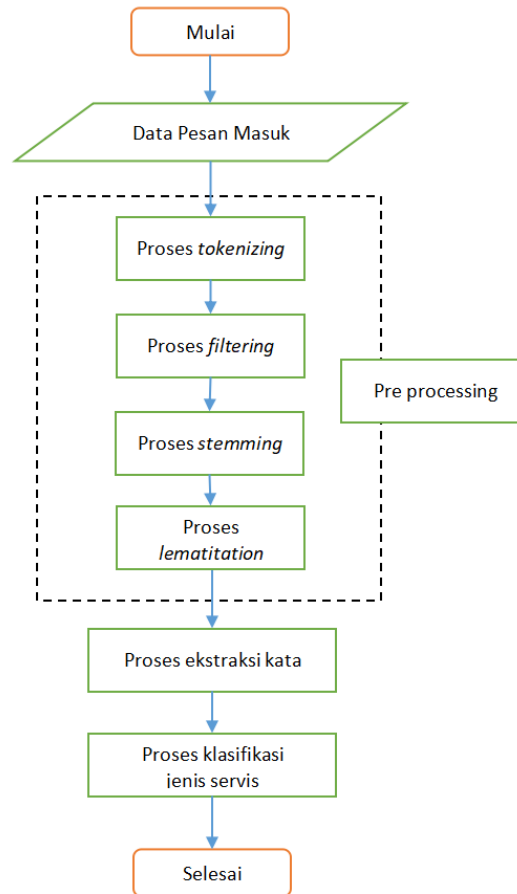 Mulai
Data Pesan Masuk
Proses tokenizing
Proses filtering
Pre processing
Proses stemming
Proses
lematitation
Proses ekstraksi kata
Proses klasifikasi
jenis servis
Selesai